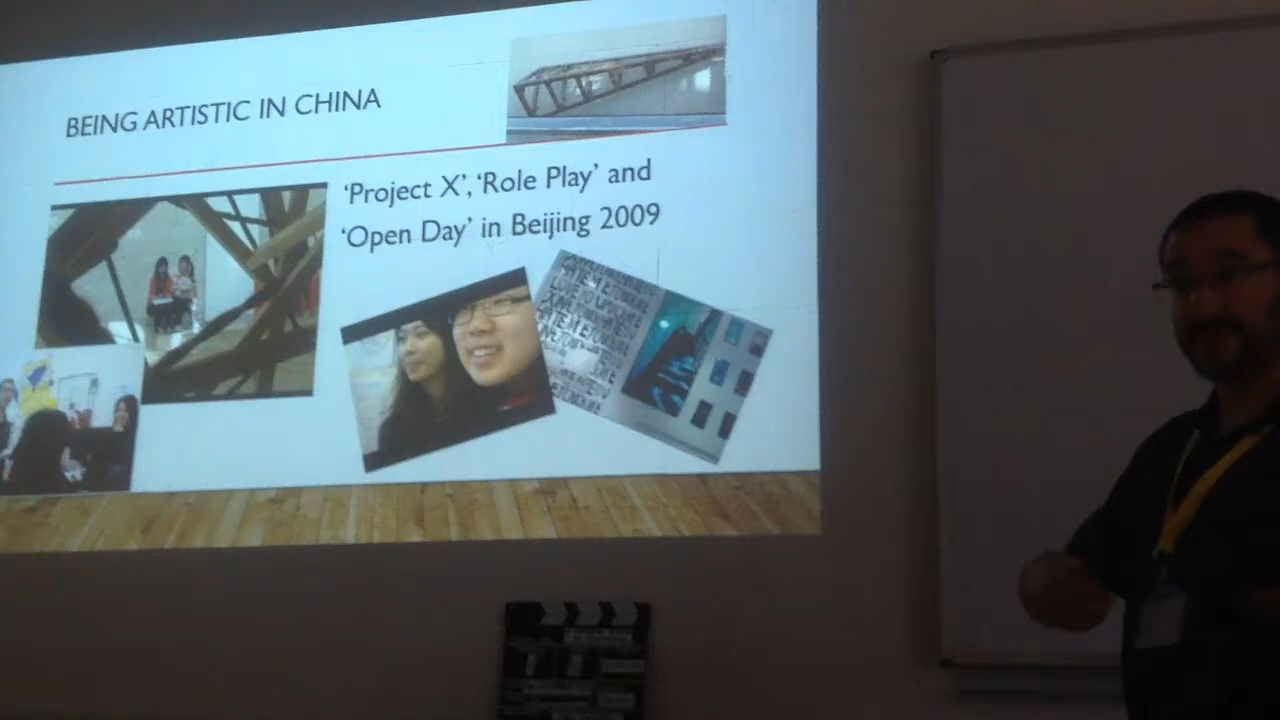 BEING ARTISTIC IN CHINA
‘Project X’, ‘Role Play’ and
‘Open Day’ in Beijing 2009